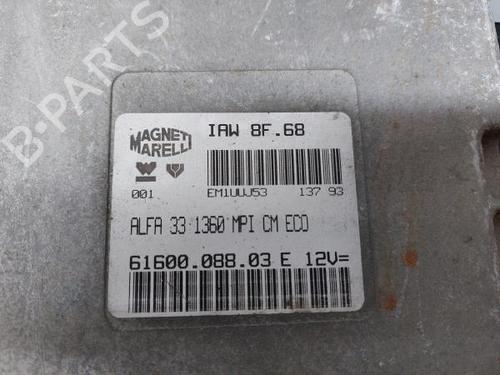 B-PARTS
MAGNETI
MARELLI
IAW 8F.68
001
EM1UUJ53
137 93
ALFA 33 1360 MPI CM ECO
61600.088.03 E 12V=